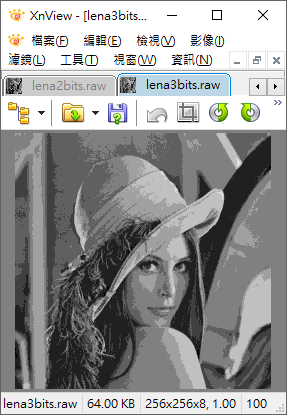 XnView - [lena3bits....
檔案(F) 編輯(E) 檢視(V) 影像(I)
濾鏡(L) 工具(T) 視窗(W) 資訊(N)
lena2bits.raw lena3bits.raw
lena3bits.raw 64.00 KB 256x256x8, 1.00 100